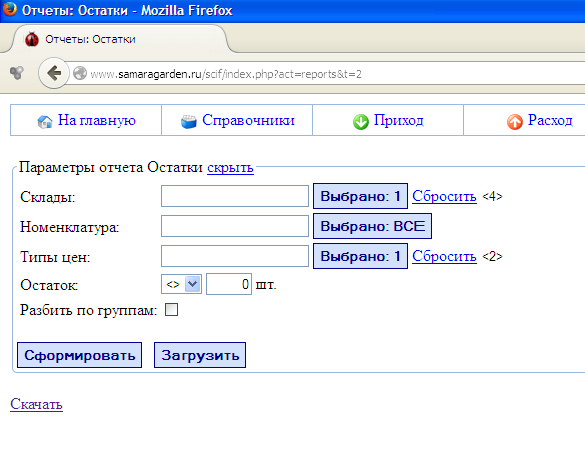 Отчеты: Остатки - Mozilla Firefox
Отчеты: Остатки
www.samaragarden.ru/scif/index.php?act=reports&t=2
На главную Справочники Приход Расход
Параметры отчета Остатки скрыть
Склады: Выбрано: 1 Сбросить <4>
Номенклатура: Выбрано: ВСЕ
Типы цен: Выбрано: 1 Сбросить <2>
Остаток: <> 0 шт.
Разбить по группам:
Сформировать Загрузить
Скачать